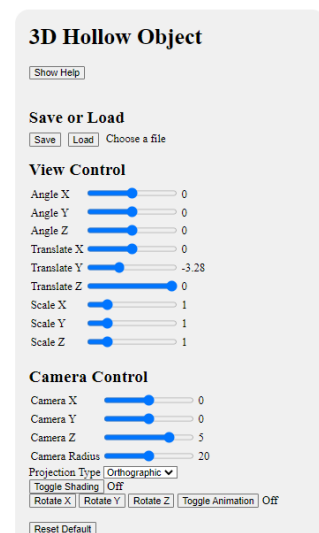 3D Hollow Object
Show Help
Save or Load
Save Load Choose a file
View Control
Angle X 0
Angle Y 0
Angle Z 0
Translate X 0
Translate Y -3.28
Translate Z 0
Scale X 1
Scale Y 1
Scale Z 1
Camera Control
Camera X 0
Camera Y 0
Camera Z 5
Camera Radius 20
Projection Type Orthographic
Toggle Shading Off
Rotate X Rotate Y Rotate Z Toggle Animation Off
Reset Default